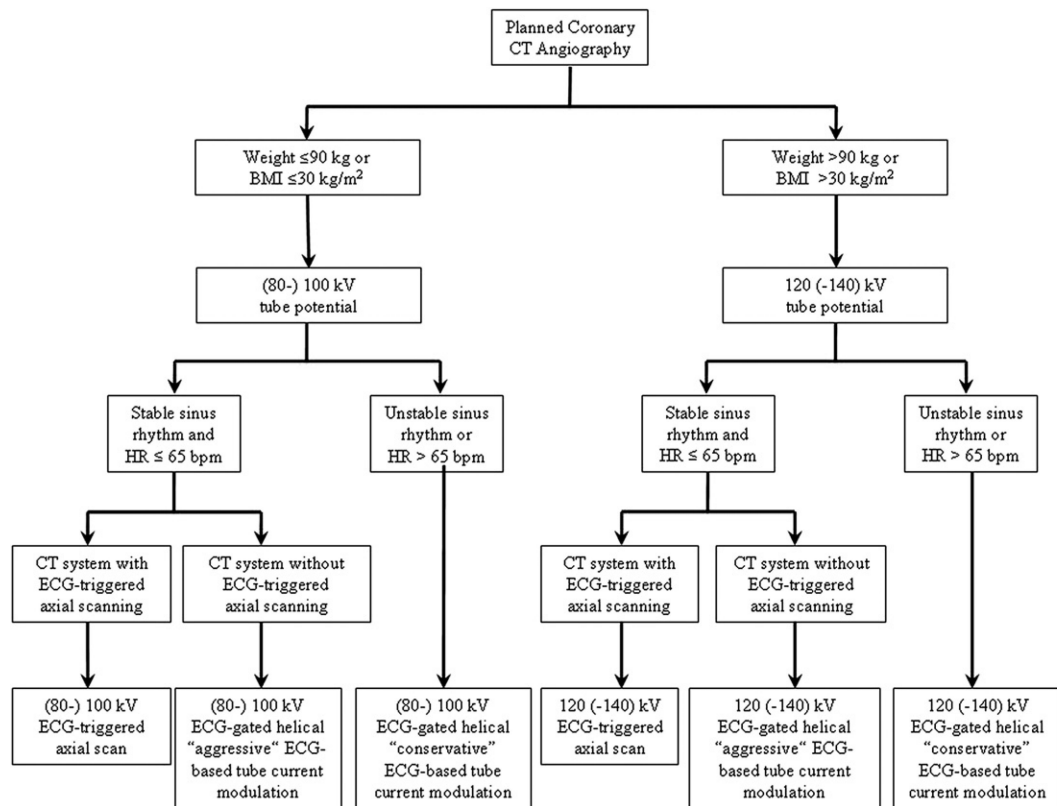 Planned Coronary
CT Angiography
Weight ≤90 kg or
BMI ≤30 kg/m²
Weight >90 kg or
BMI >30 kg/m²
(80-) 100 kV
tube potential
120 (-140) kV
tube potential
Stable sinus
rhythm and
HR ≤ 65 bpm
Unstable sinus
rhythm or
HR > 65 bpm
Stable sinus
rhythm and
HR ≤ 65 bpm
Unstable sinus
rhythm or
HR > 65 bpm
CT system with
ECG-triggered
axial scanning
CT system without
ECG-triggered
axial scanning
CT system with
ECG-triggered
axial scanning
CT system without
ECG-triggered
axial scanning
(80-) 100 kV
ECG-triggered
axial scan
(80-) 100 kV
ECG-gated helical
“aggressive“ ECG-
based tube current
modulation
(80-) 100 kV
ECG-gated helical
“conservative”
ECG-based tube
current modulation
120 (-140) kV
ECG-triggered
axial scan
120 (-140) kV
ECG-gated helical
“aggressive“ ECG-
based tube current
modulation
120 (-140) kV
ECG-gated helical
“conservative”
ECG-based tube
current modulation